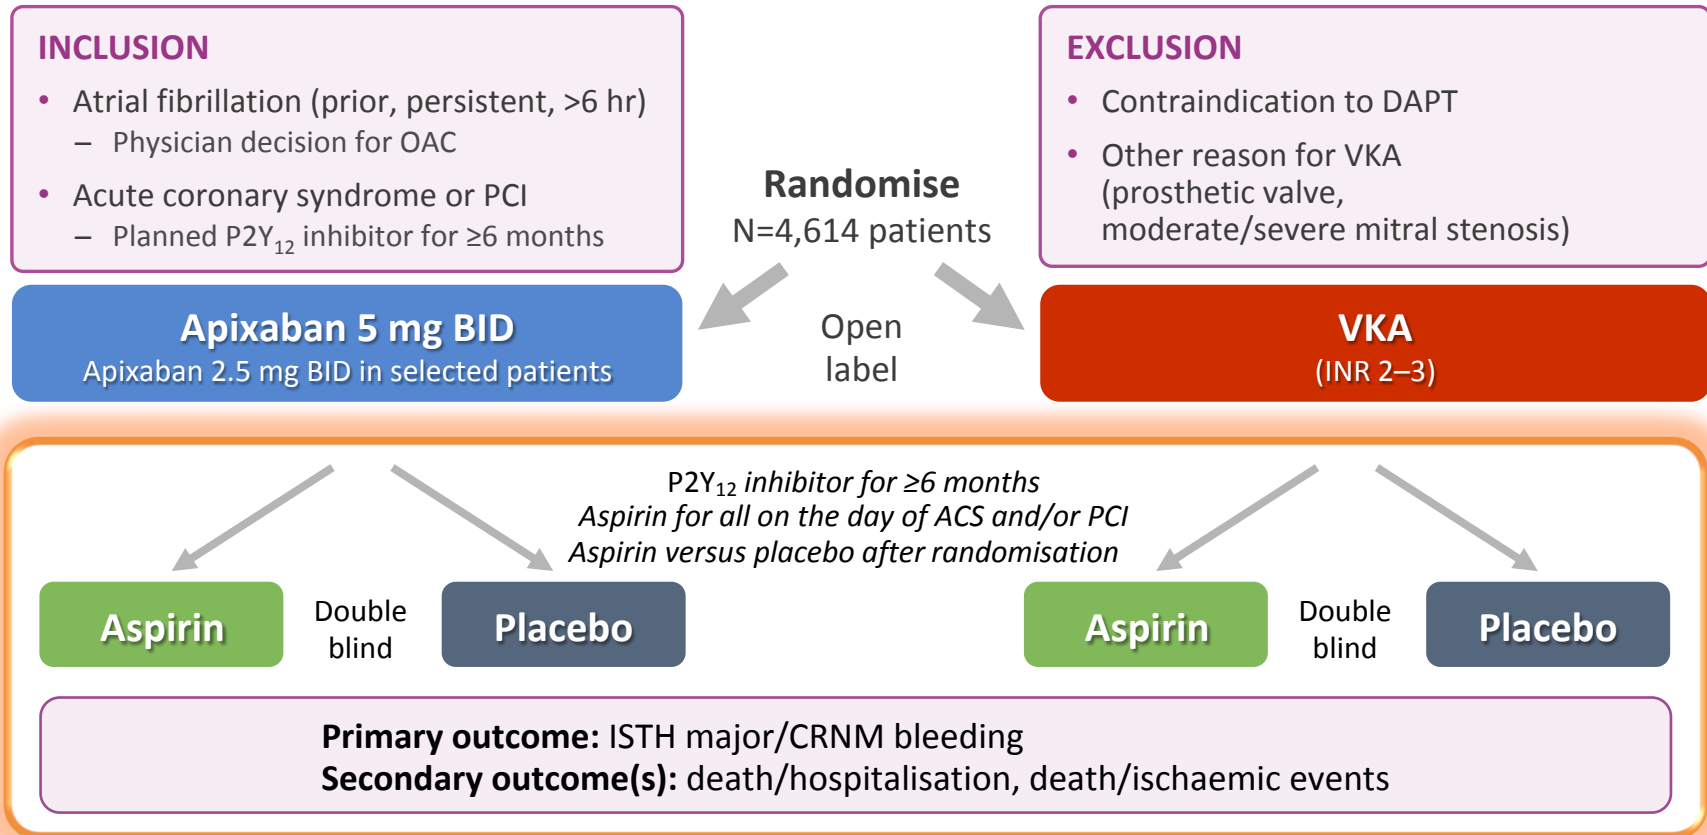 INCLUSION
• Atrial fibrillation (prior, persistent, >6 hr)
– Physician decision for OAC
• Acute coronary syndrome or PCI
– Planned P2Y₁₂ inhibitor for ≥6 months
Randomise
N=4,614 patients
EXCLUSION
• Contraindication to DAPT
• Other reason for VKA
(prosthetic valve,
moderate/severe mitral stenosis)
Apixaban 5 mg BID
Apixaban 2.5 mg BID in selected patients
Open
label
VKA
(INR 2–3)
P2Y₁₂ inhibitor for ≥6 months
Aspirin for all on the day of ACS and/or PCI
Aspirin versus placebo after randomisation
Aspirin
Double
blind
Placebo
Aspirin
Double
blind
Placebo
Primary outcome: ISTH major/CRNM bleeding
Secondary outcome(s): death/hospitalisation, death/ischaemic events